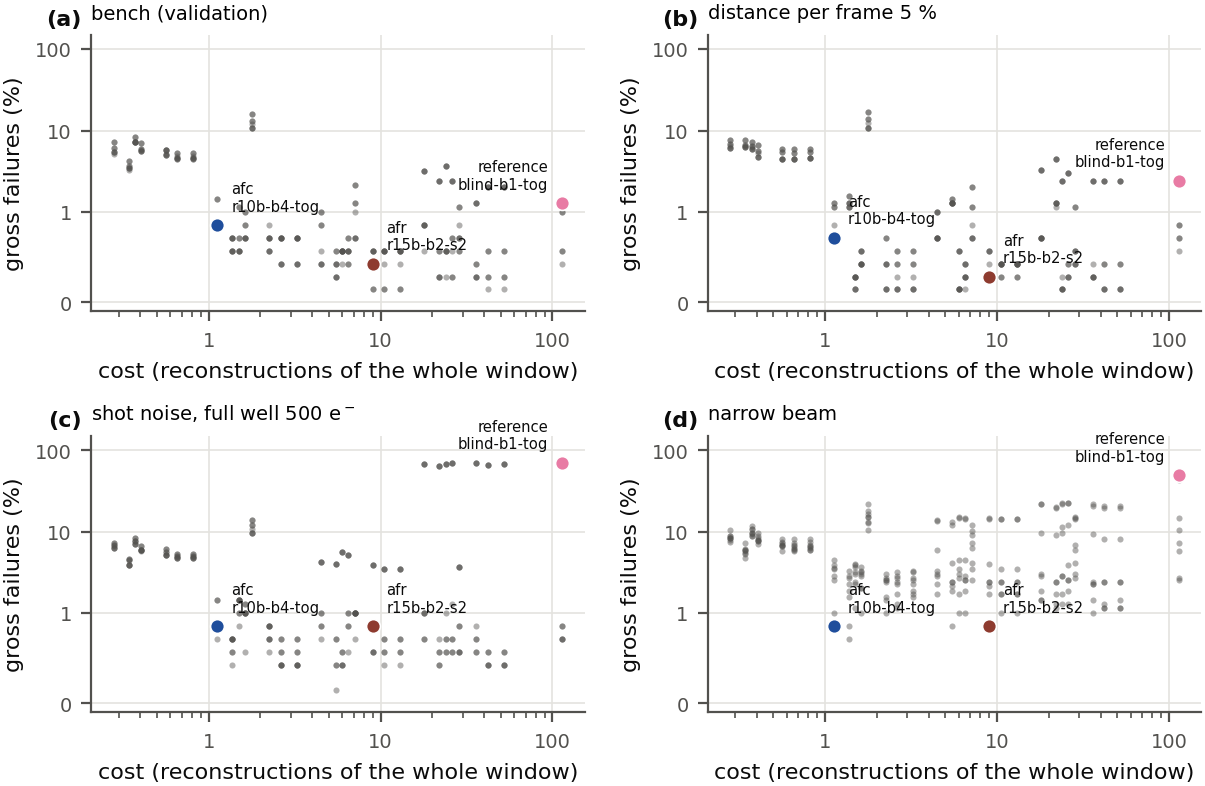 (a) bench (validation)
gross failures (%)
100
10
1
0
reference
blind-b1-tog
afc
r10b-b4-tog
afr
r15b-b2-s2
1
10
100
cost (reconstructions of the whole window)
(b) distance per frame 5 %
gross failures (%)
100
10
1
0
reference
blind-b1-tog
afc
r10b-b4-tog
afr
r15b-b2-s2
1
10
100
cost (reconstructions of the whole window)
(c) shot noise, full well 500 e⁻
gross failures (%)
100
10
1
0
reference
blind-b1-tog
afc
r10b-b4-tog
afr
r15b-b2-s2
1
10
100
cost (reconstructions of the whole window)
(d) narrow beam
gross failures (%)
100
10
1
0
reference
blind-b1-tog
afc
r10b-b4-tog
afr
r15b-b2-s2
1
10
100
cost (reconstructions of the whole window)